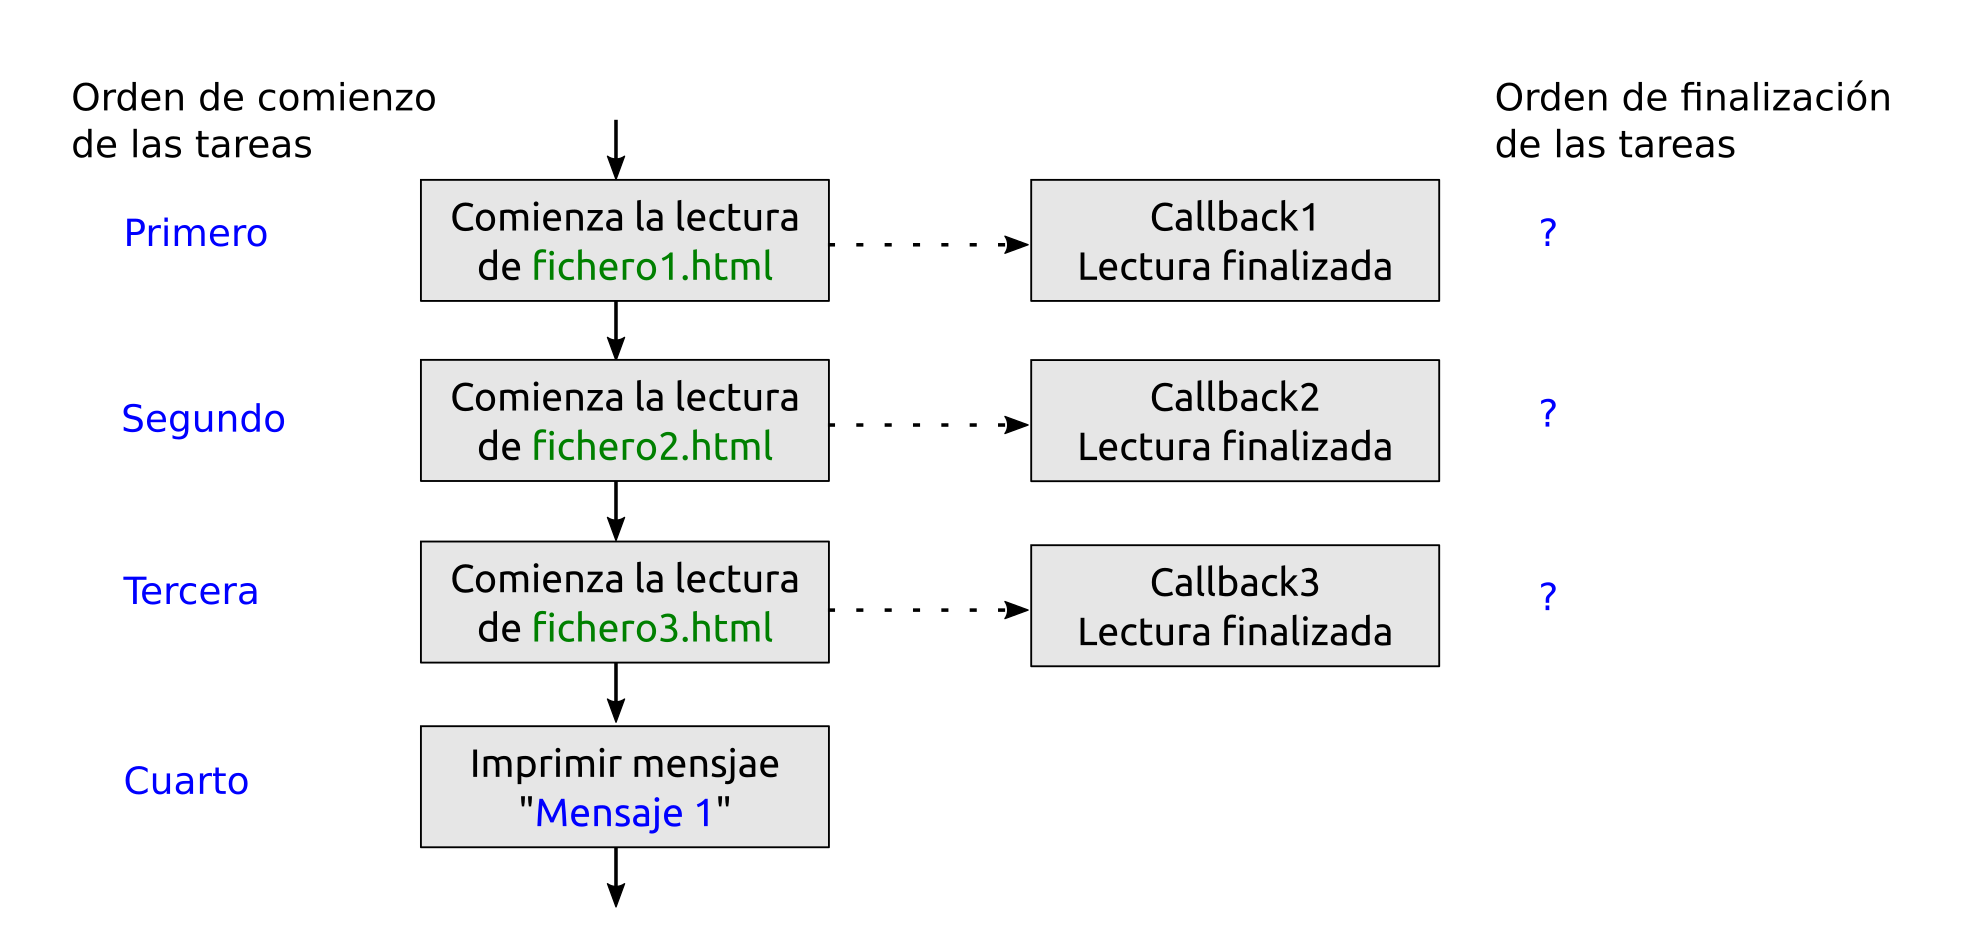 Orden de comienzo
de las tareas
Orden de finalización
de las tareas
Primero
Comienza la lectura
de fichero1.html
Callback1
Lectura finalizada
?
Segundo
Comienza la lectura
de fichero2.html
Callback2
Lectura finalizada
?
Tercera
Comienza la lectura
de fichero3.html
Callback3
Lectura finalizada
?
Cuarto
Imprimir mensjae
"Mensaje 1"